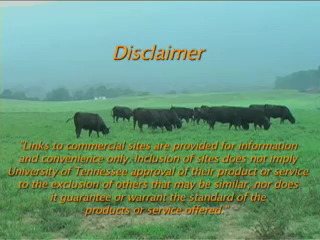 Disclaimer
"Links to commercial sites are provided for information
and convenience only. Inclusion of sites does not imply
University of Tennessee approval of their product or service
to the exclusion of others that may be similar, nor does
it guarantee or warrant the standard of the
products or service offered."